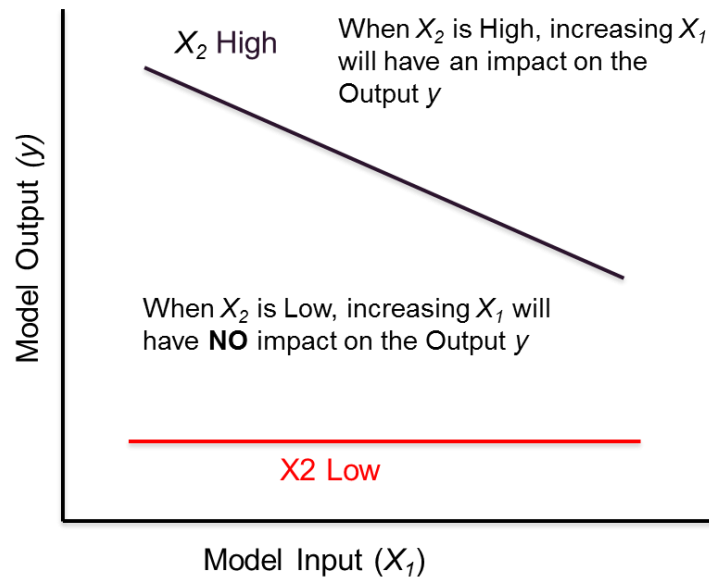 X₂ High
When X₂ is High, increasing X₁
will have an impact on the
Output y
Model Output (y)
When X₂ is Low, increasing X₁ will
have NO impact on the Output y
X2 Low
Model Input (X₁)